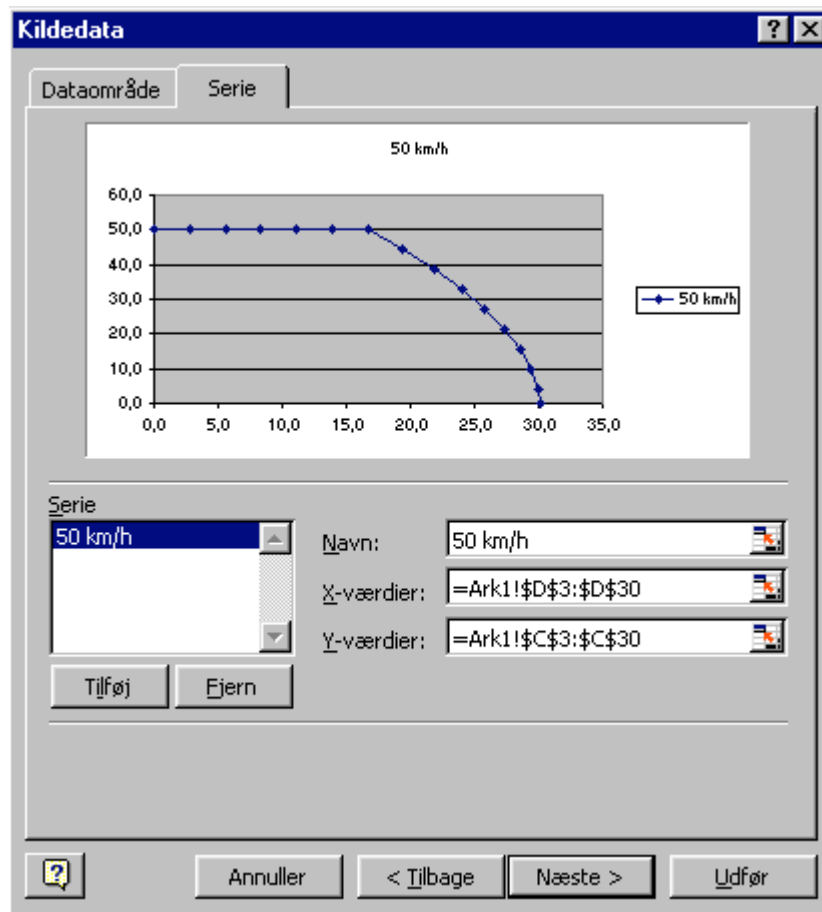 Kildedata
Dataområde Serie
50 km/h
60,0
50,0
40,0
30,0
20,0
10,0
0,0
0,0 5,0 10,0 15,0 20,0 25,0 30,0 35,0
50 km/h
Serie
50 km/h
Navn: 50 km/h
X-værdier: =Ark1!$D$3:$D$30
Y-værdier: =Ark1!$C$3:$C$30
Tilføj Fjern
Annuller < Tilbage Næste > Udfør